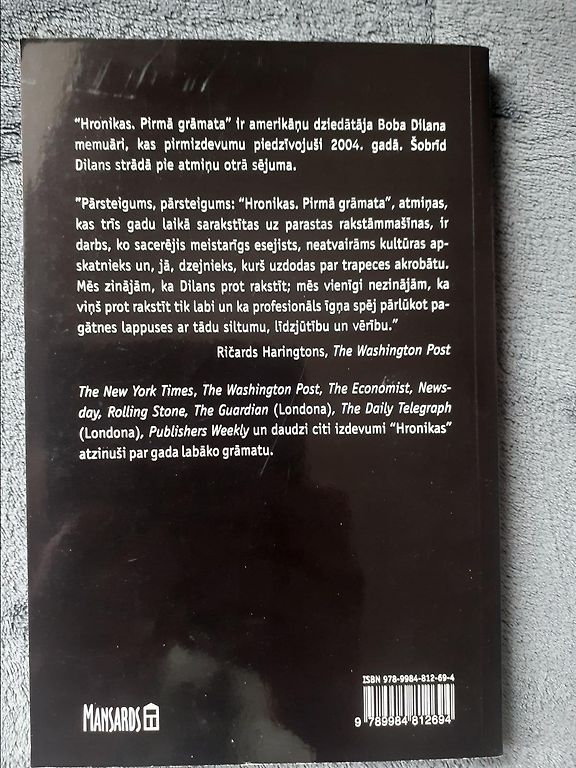 “Hronikas. Pirmā grāmata” ir amerikāņu dziedātāja Boba Dilana
memuāri, kas pirmizdevumu piedzīvojuši 2004. gadā. Šobrīd
Dilans strādā pie atmiņu otrā sējuma.
”Pārsteigums, pārsteigums: “Hronikas. Pirmā grāmata”, atmiņas,
kas trīs gadu laikā sarakstītas uz parastas rakstāmmašīnas, ir
darbs, ko sacerējis meistarīgs esejists, neatvairāms kultūras ap-
skatnieks un, jā, dzejnieks, kurš uzdodas par trapeces akrobātu.
Mēs zinājām, ka Dilans prot rakstīt; mēs vienīgi nezinājām, ka
viņš prot rakstīt tik labi un ka profesionāls īgņa spēj pārlūkot pa-
gātnes lappuses ar tādu siltumu, līdzjūtību un vērību.”
Ričards Haringtons, The Washington Post
The New York Times, The Washington Post, The Economist, News-
day, Rolling Stone, The Guardian (Londona), The Daily Telegraph
(Londona), Publishers Weekly un daudzi citi izdevumi “Hronikas”
atzinuši par gada labāko grāmatu.
ISBN 978-9984-812-69-4
9 789984 812694
MANSARDS